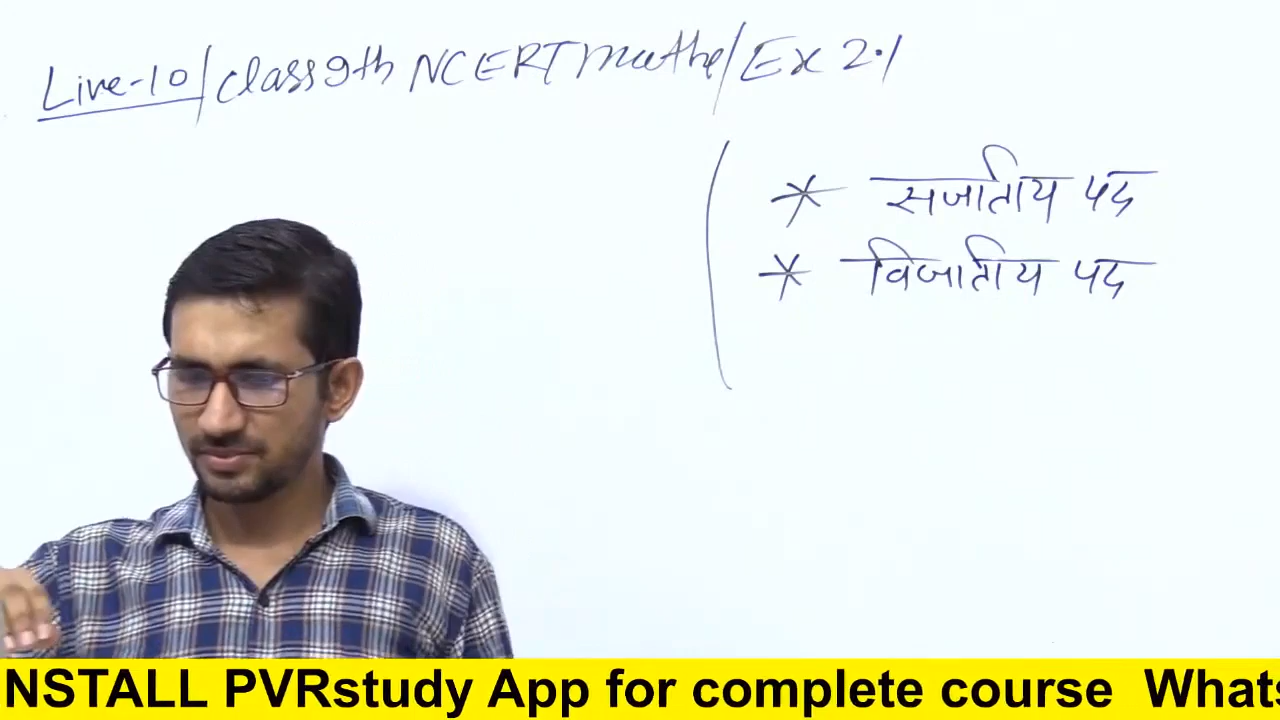 Live-10/class 9th NCERT maths/Ex 2.1
* सजातीय पद
* विजातीय पद
NSTALL PVRstudy App for complete course Whats